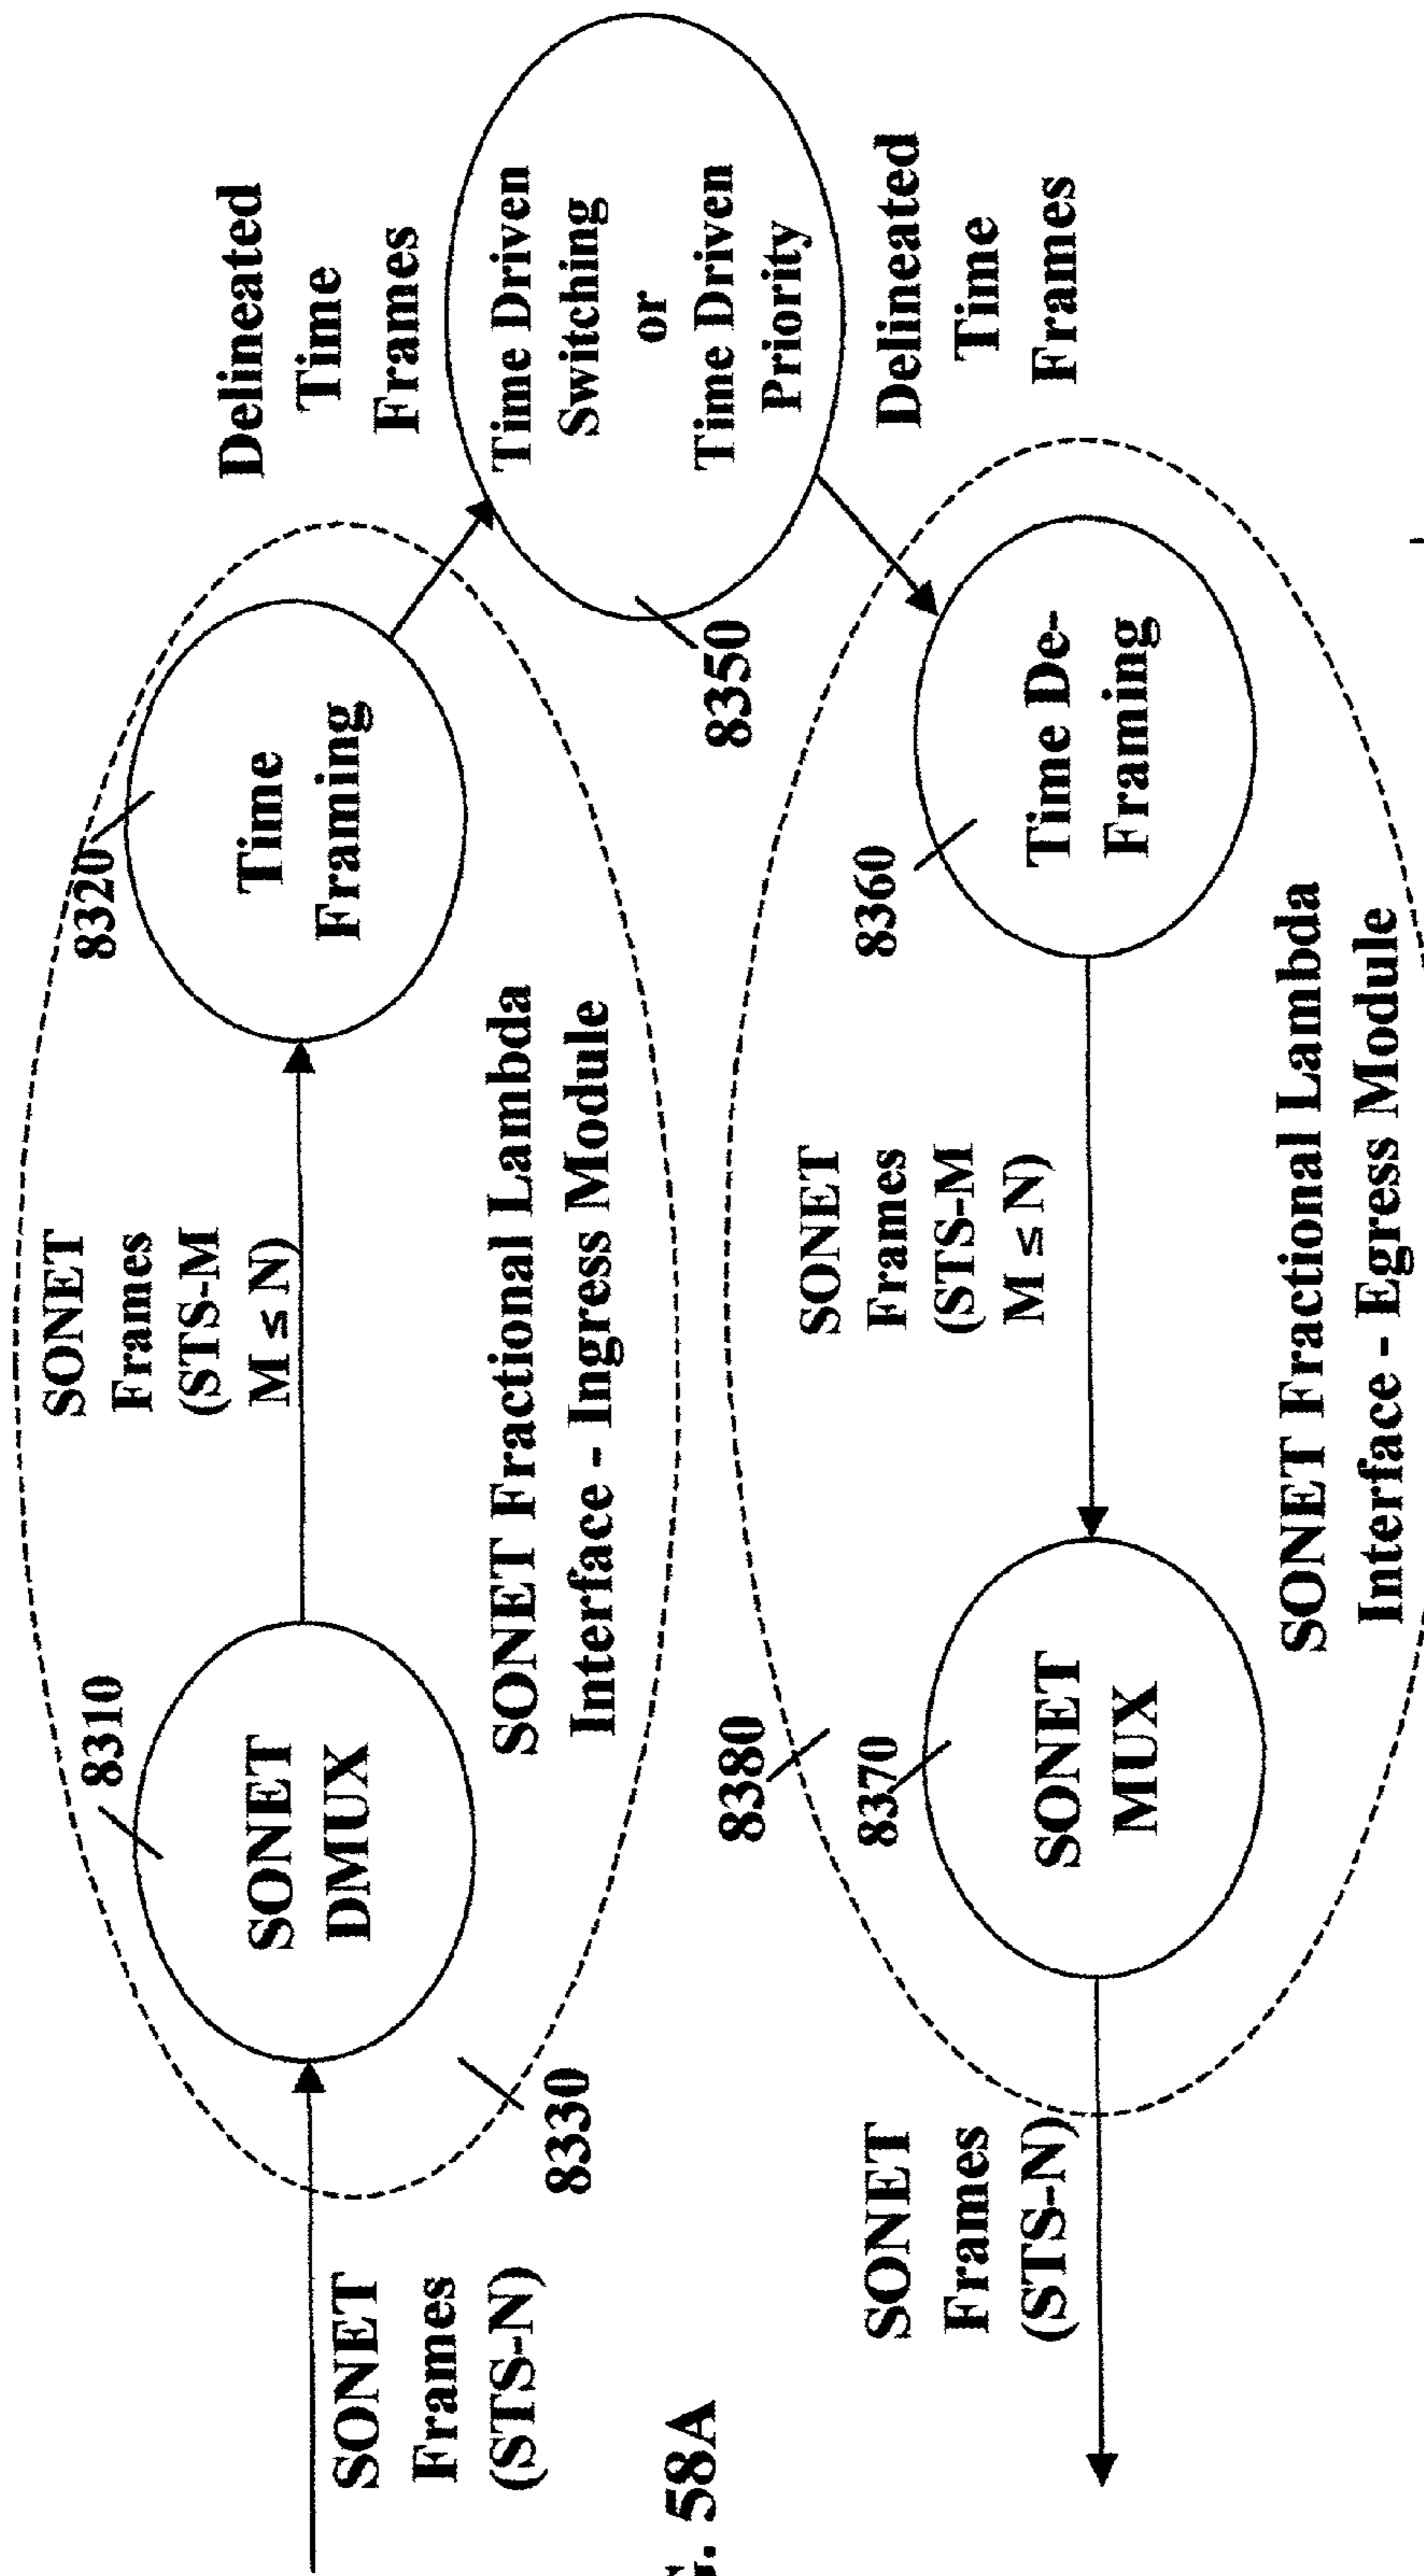 SONET
Frames
(STS-N)
8330
8310
SONET
DMUX
SONET
Frames
(STS-M
M ≤ N)
8320
Time
Framing
SONET Fractional Lambda
Interface - Ingress Module
Delineated
Time
Frames
Time Driven
Switching
or
Time Driven
Priority
8350
Delineated
Time
Frames
8360
Time De-
Framing
SONET
Frames
(STS-M
M ≤ N)
8380
8370
SONET
MUX
SONET Fractional Lambda
Interface - Egress Module
SONET
Frames
(STS-N)
58A